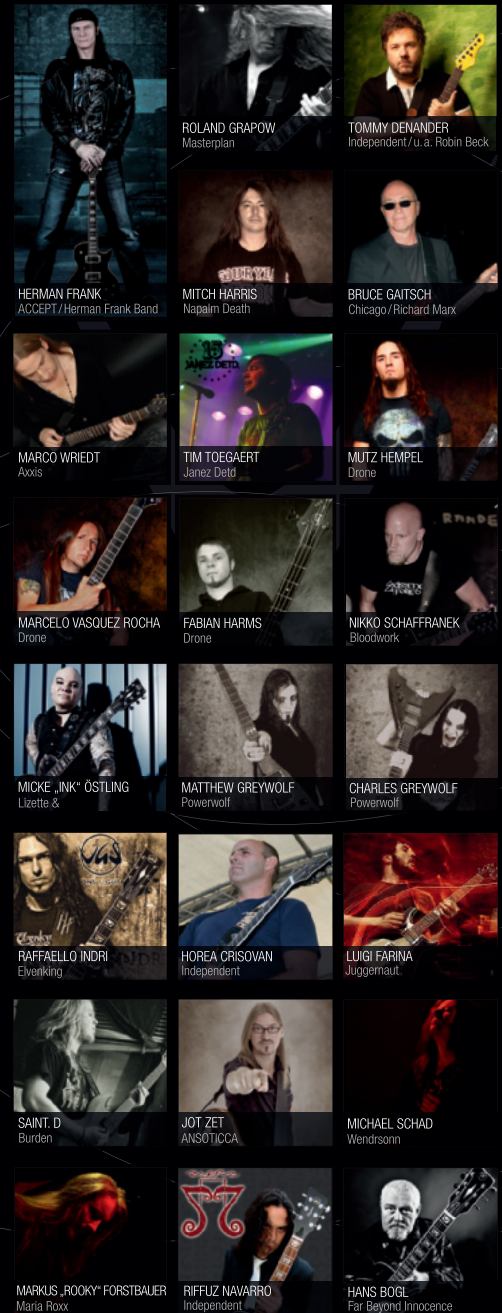 ROLAND GRAPOW
Masterplan
TOMMY DENANDER
Independent / u. a. Robin Beck
HERMAN FRANK
ACCEPT / Herman Frank Band
MITCH HARRIS
Napalm Death
BRUCE GAITSCH
Chicago / Richard Marx
15
JANEZ DETD.
MARCO WRIEDT
Axxis
TIM TOEGAERT
Janez Detd
MUTZ HEMPEL
Drone
MARCELO VASQUEZ ROCHA
Drone
FABIAN HARMS
Drone
NIKKO SCHAFFRANEK
Bloodwork
MICKE „INK“ ÖSTLING
Lizette &
MATTHEW GREYWOLF
Powerwolf
CHARLES GREYWOLF
Powerwolf
RAFFAELLO INDRI
Elvenking
HOREA CRISOVAN
Independent
LUIGI FARINA
Juggernaut
SAINT. D
Burden
JOT ZET
ANSOTICCA
MICHAEL SCHAD
Wendrsonn
MARKUS „ROOKY“ FORSTBAUER
Maria Roxx
RIFFUZ NAVARRO
Independent
HANS BOGL
Far Beyond Innocence